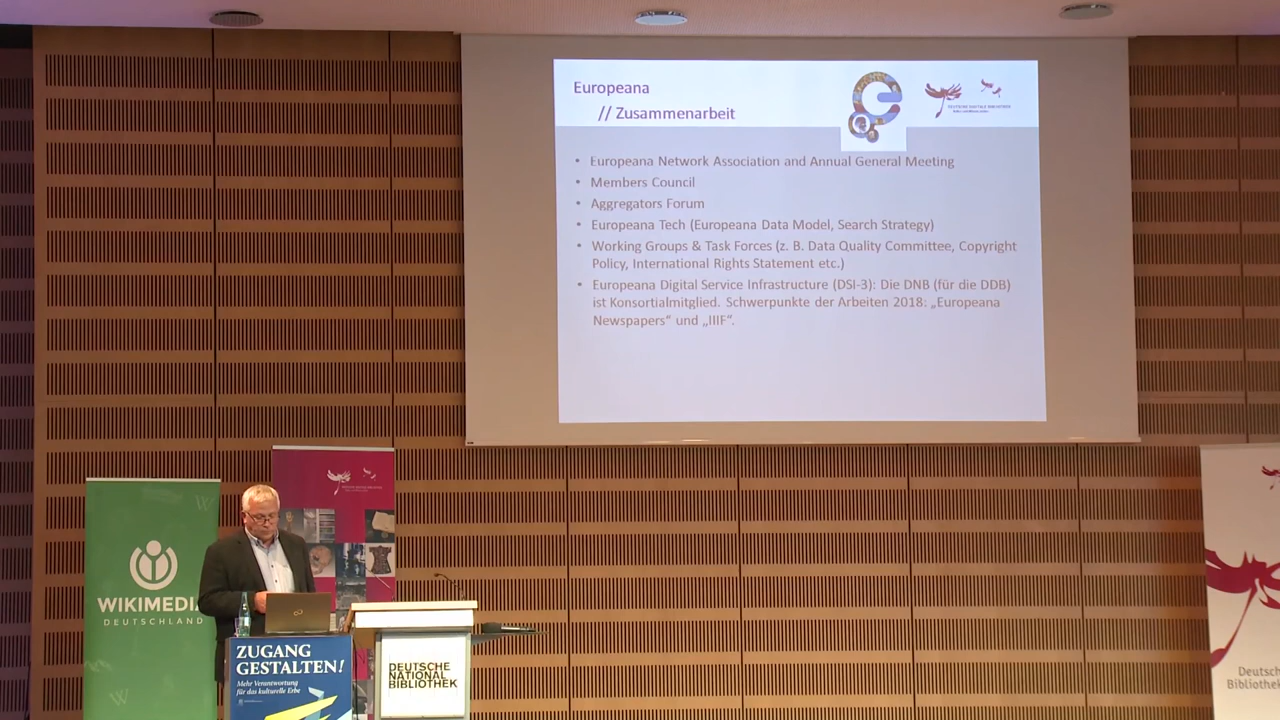 Europeana
// Zusammenarbeit
DEUTSCHE DIGITALE BIBLIOTHEK
• Europeana Network Association and Annual General Meeting
• Members Council
• Aggregators Forum
• Europeana Tech (Europeana Data Model, Search Strategy)
• Working Groups & Task Forces (z. B. Data Quality Committee, Copyright
Policy, International Rights Statement etc.)
• Europeana Digital Service Infrastructure (DSI-3): Die DNB (für die DDB)
ist Konsortialmitglied. Schwerpunkte der Arbeiten 2018: „Europeana
Newspapers“ und „IIIF“.
WIKIMEDIA
DEUTSCHLAND
ZUGANG
GESTALTEN!
Mehr Verantwortung
für das kulturelle Erbe
DEUTSCHE
NATIONAL
BIBLIOTHEK
Deutsch
Bibliothek